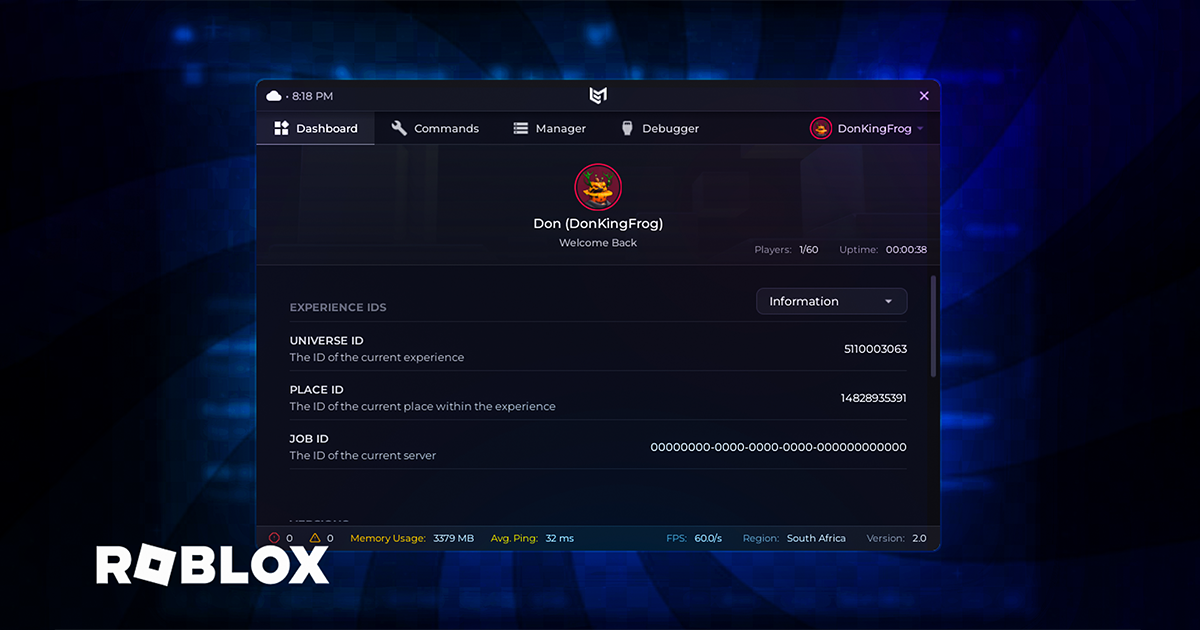 • 8:18 PM
Dashboard Commands Manager Debugger DonKingFrog
Don (DonKingFrog)
Welcome Back
Players: 1/60 Uptime: 00:00:38
EXPERIENCE IDS Information
UNIVERSE ID
The ID of the current experience 5110003063
PLACE ID
The ID of the current place within the experience 14828935391
JOB ID
The ID of the current server 00000000-0000-0000-0000-000000000000
0 0 Memory Usage: 3379 MB Avg. Ping: 32 ms FPS: 60.0/s Region: South Africa Version: 2.0
ROBLOX